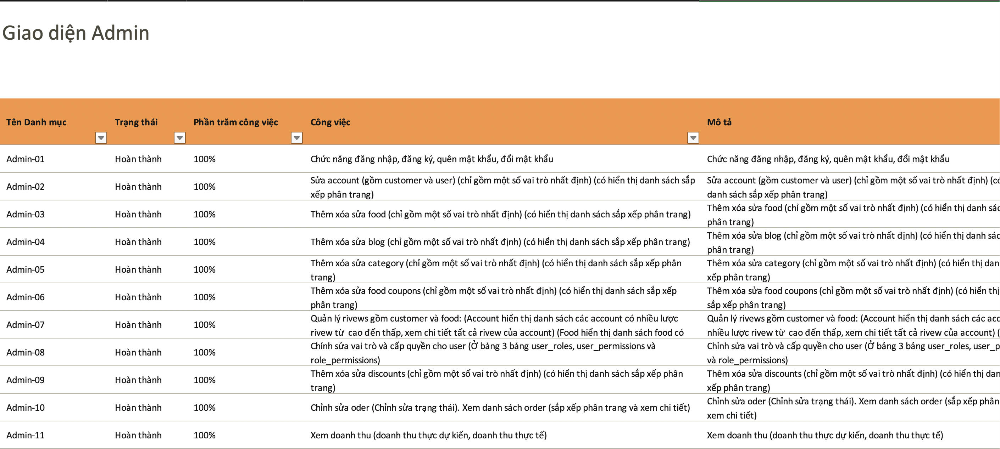 Giao diện Admin
Tên Danh mục Trạng thái Phần trăm công việc Công việc Mô tả
Admin-01 Hoàn thành 100% Chức năng đăng nhập, đăng ký, quên mật khẩu, đổi mật khẩu Chức năng đăng nhập, đăng ký, quên mật khẩu, đổi mật khẩu
Admin-02 Hoàn thành 100% Sửa account (gồm customer và user) (chỉ gồm một số vai trò nhất định) (có hiển thị danh sách sắp
xếp phân trang)
Sửa account (gồm customer và user) (chỉ gồm một số vai trò nhất định) (có
danh sách sắp xếp phân trang)
Admin-03 Hoàn thành 100% Thêm xóa sửa food (chỉ gồm một số vai trò nhất định) (có hiển thị danh sách sắp xếp phân trang)
Thêm xóa sửa food (chỉ gồm một số vai trò nhất định) (có hiển thị danh
phân trang)
Admin-04 Hoàn thành 100% Thêm xóa sửa blog (chỉ gồm một số vai trò nhất định) (có hiển thị danh sách sắp xếp phân trang)
Thêm xóa sửa blog (chỉ gồm một số vai trò nhất định) (có hiển thị danh
phân trang)
Admin-05 Hoàn thành 100% Thêm xóa sửa category (chỉ gồm một số vai trò nhất định) (có hiển thị danh sách sắp xếp phân
trang)
Thêm xóa sửa category (chỉ gồm một số vai trò nhất định) (có hiển thị
xếp phân trang)
Admin-06 Hoàn thành 100% Thêm xóa sửa food coupons (chỉ gồm một số vai trò nhất định) (có hiển thị danh sách sắp xếp
phân trang)
Thêm xóa sửa food coupons (chỉ gồm một số vai trò nhất định) (có hiển thị
sắp xếp phân trang)
Admin-07 Hoàn thành 100% Quản lý rivews gồm customer và food: (Account hiển thị danh sách các account có nhiều lược
rivew từ cao đến thấp, xem chi tiết tất cả rivew của account) (Food hiển thị danh sách food có
Quản lý rivews gồm customer và food: (Account hiển thị danh sách các
nhiều lược rivew từ cao đến thấp, xem chi tiết tất cả rivew của account) (
Admin-08 Hoàn thành 100% Chỉnh sửa vai trò và cấp quyền cho user (Ở bảng 3 bảng user_roles, user_permissions và
role_permissions)
Chỉnh sửa vai trò và cấp quyền cho user (Ở bảng 3 bảng user_roles,
và role_permissions)
Admin-09 Hoàn thành 100% Thêm xóa sửa discounts (chỉ gồm một số vai trò nhất định) (có hiển thị danh sách sắp xếp phân
trang)
Thêm xóa sửa discounts (chỉ gồm một số vai trò nhất định) (có hiển thị
xếp phân trang)
Admin-10 Hoàn thành 100% Chỉnh sửa oder (Chỉnh sửa trạng thái). Xem danh sách order (sắp xếp phân trang và xem chi tiết)
Chỉnh sửa oder (Chỉnh sửa trạng thái). Xem danh sách order (sắp xếp phân
xem chi tiết)
Admin-11 Hoàn thành 100% Xem doanh thu (doanh thu thực dự kiến, doanh thu thực tế) Xem doanh thu (doanh thu thực dự kiến, doanh thu thực tế)